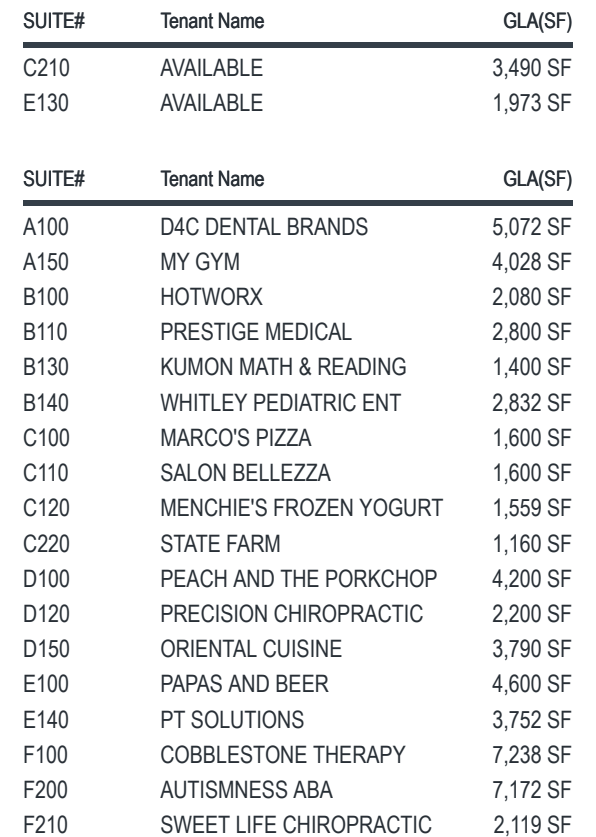 SUITE# Tenant Name GLA(SF)
C210 AVAILABLE 3,490 SF
E130 AVAILABLE 1,973 SF
SUITE# Tenant Name GLA(SF)
A100 D4C DENTAL BRANDS 5,072 SF
A150 MY GYM 4,028 SF
B100 HOTWORX 2,080 SF
B110 PRESTIGE MEDICAL 2,800 SF
B130 KUMON MATH & READING 1,400 SF
B140 WHITLEY PEDIATRIC ENT 2,832 SF
C100 MARCO'S PIZZA 1,600 SF
C110 SALON BELLEZZA 1,600 SF
C120 MENCHIE'S FROZEN YOGURT 1,559 SF
C220 STATE FARM 1,160 SF
D100 PEACH AND THE PORKCHOP 4,200 SF
D120 PRECISION CHIROPRACTIC 2,200 SF
D150 ORIENTAL CUISINE 3,790 SF
E100 PAPAS AND BEER 4,600 SF
E140 PT SOLUTIONS 3,752 SF
F100 COBBLESTONE THERAPY 7,238 SF
F200 AUTISMNESS ABA 7,172 SF
F210 SWEET LIFE CHIROPRACTIC 2,119 SF